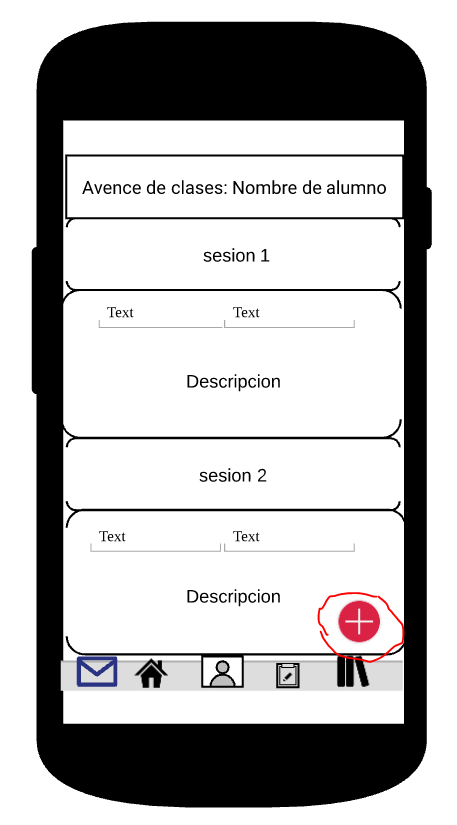 Avence de clases: Nombre de alumno
sesion 1
Text Text
Descripcion
sesion 2
Text Text
Descripcion